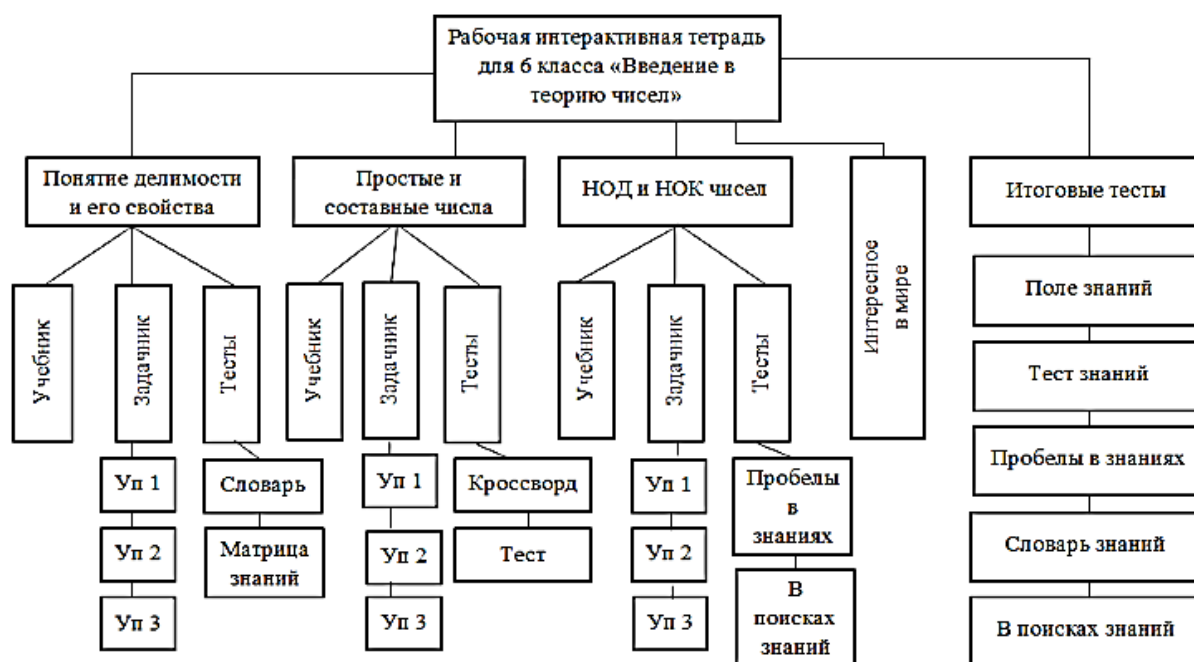 Рабочая интерактивная тетрадь
для 6 класса «Введение в
теорию чисел»
Понятие делимости
и его свойства
Простые и
составные числа
НОД и НОК чисел
Интересное
в мире
Итоговые тесты
Учебник
Задачник
Тесты
Учебник
Задачник
Тесты
Учебник
Задачник
Тесты
Уп 1
Уп 2
Уп 3
Словарь
Матрица
знаний
Уп 1
Уп 2
Уп 3
Кроссворд
Тест
Уп 1
Уп 2
Уп 3
Пробелы
в
знаниях
В
поисках
знаний
Поле знаний
Тест знаний
Пробелы в знаниях
Словарь знаний
В поисках знаний